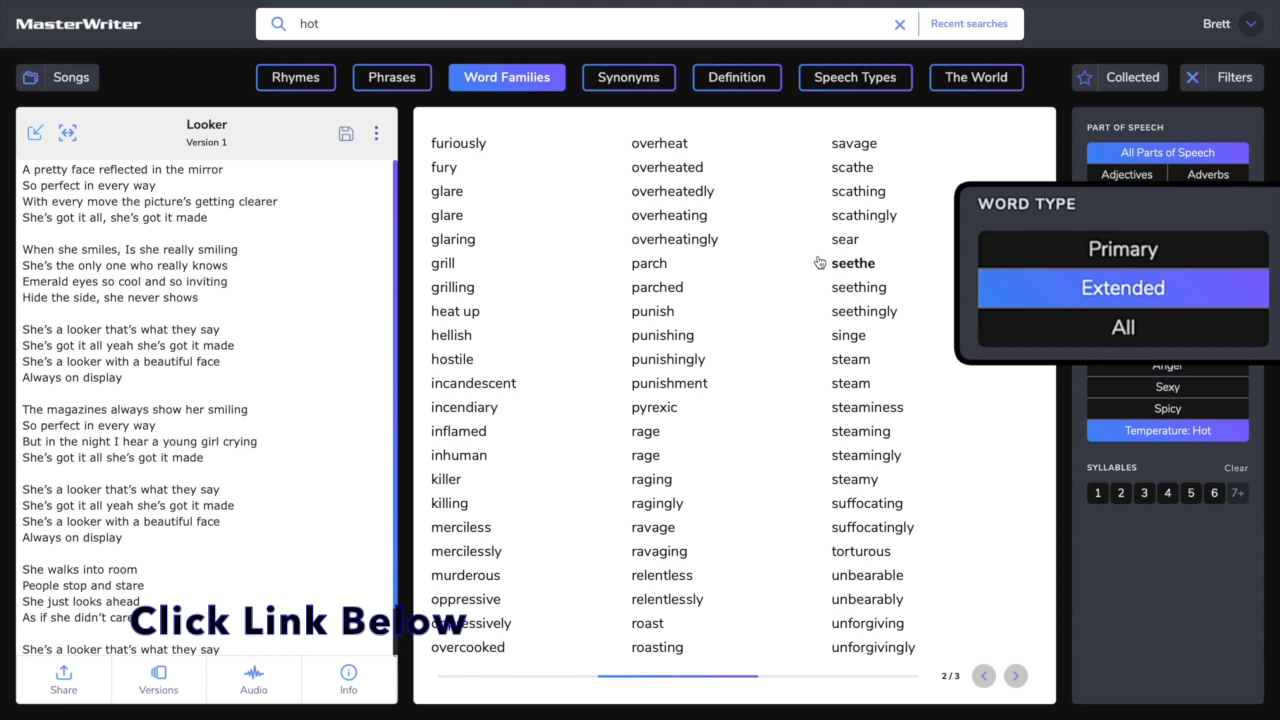 MasterWriter
hot
Recent searches
Brett
Songs
Rhymes
Phrases
Word Families
Synonyms
Definition
Speech Types
The World
Collected
Filters
Looker
Version 1
A pretty face reflected in the mirror
So perfect in every way
With every move the picture's getting clearer
She's got it all, she's got it made
When she smiles, Is she really smiling
She's the only one who really knows
Emerald eyes so cool and so inviting
Hide the side, she never shows
She's a looker that's what they say
She's got it all yeah she's got it made
She's a looker with a beautiful face
Always on display
The magazines always show her smiling
So perfect in every way
But in the night I hear a young girl crying
She's got it all she's got it made
She's a looker that's what they say
She's got it all yeah she's got it made
She's a looker with a beautiful face
Always on display
She walks into room
People stop and stare
She just looks ahead
As if she didn't care
She's a looker that's what they say
Click Link Below
Share
Versions
Audio
Info
furiously
fury
glare
glare
glaring
grill
grilling
heat up
hellish
hostile
incandescent
incendiary
inflamed
inhuman
killer
killing
merciless
mercilessly
murderous
oppressive
oppressively
overcooked
overheat
overheated
overheatedly
overheating
overheatingly
parch
parched
punish
punishing
punishingly
punishment
pyrexic
rage
rage
raging
ragingly
ravage
ravaging
relentless
relentlessly
roast
roasting
savage
scathe
scathing
scathingly
sear
seethe
seething
seethingly
singe
steam
steam
steaminess
steaming
steamingly
steamy
suffocating
suffocatingly
torturous
unbearable
unbearably
unforgiving
unforgivingly
2 / 3
PART OF SPEECH
All Parts of Speech
Adjectives
Adverbs
WORD TYPE
Primary
Extended
All
Anger
Sexy
Spicy
Temperature: Hot
SYLLABLES
Clear
1 2 3 4 5 6 7+